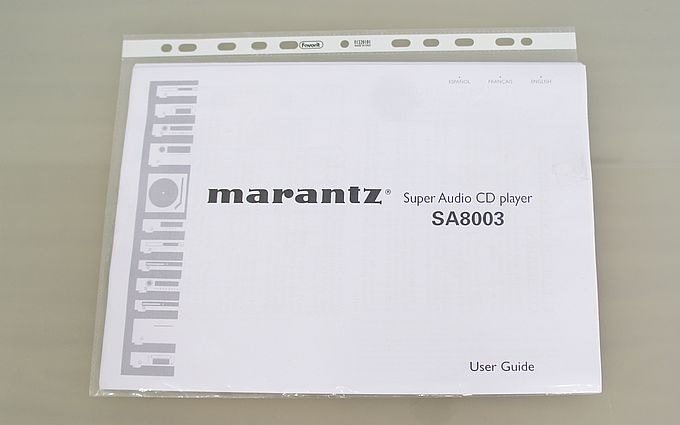 Favorit
ESPAÑOL FRANÇAIS ENGLISH
marantz® Super Audio CD player
SA8003
User Guide